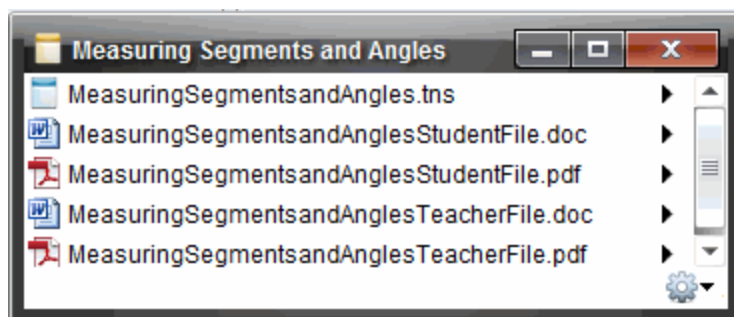 Measuring Segments and Angles
MeasuringSegmentsandAngles.tns
MeasuringSegmentsandAnglesStudentFile.doc
MeasuringSegmentsandAnglesStudentFile.pdf
MeasuringSegmentsandAnglesTeacherFile.doc
MeasuringSegmentsandAnglesTeacherFile.pdf